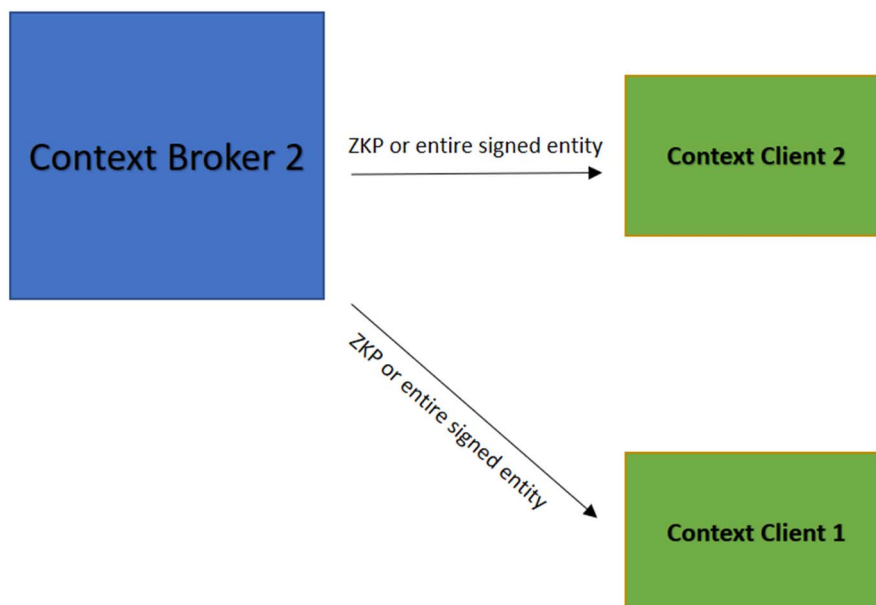 Context Broker 2
ZKP or entire signed entity
Context Client 2
ZKP or entire signed entity
Context Client 1